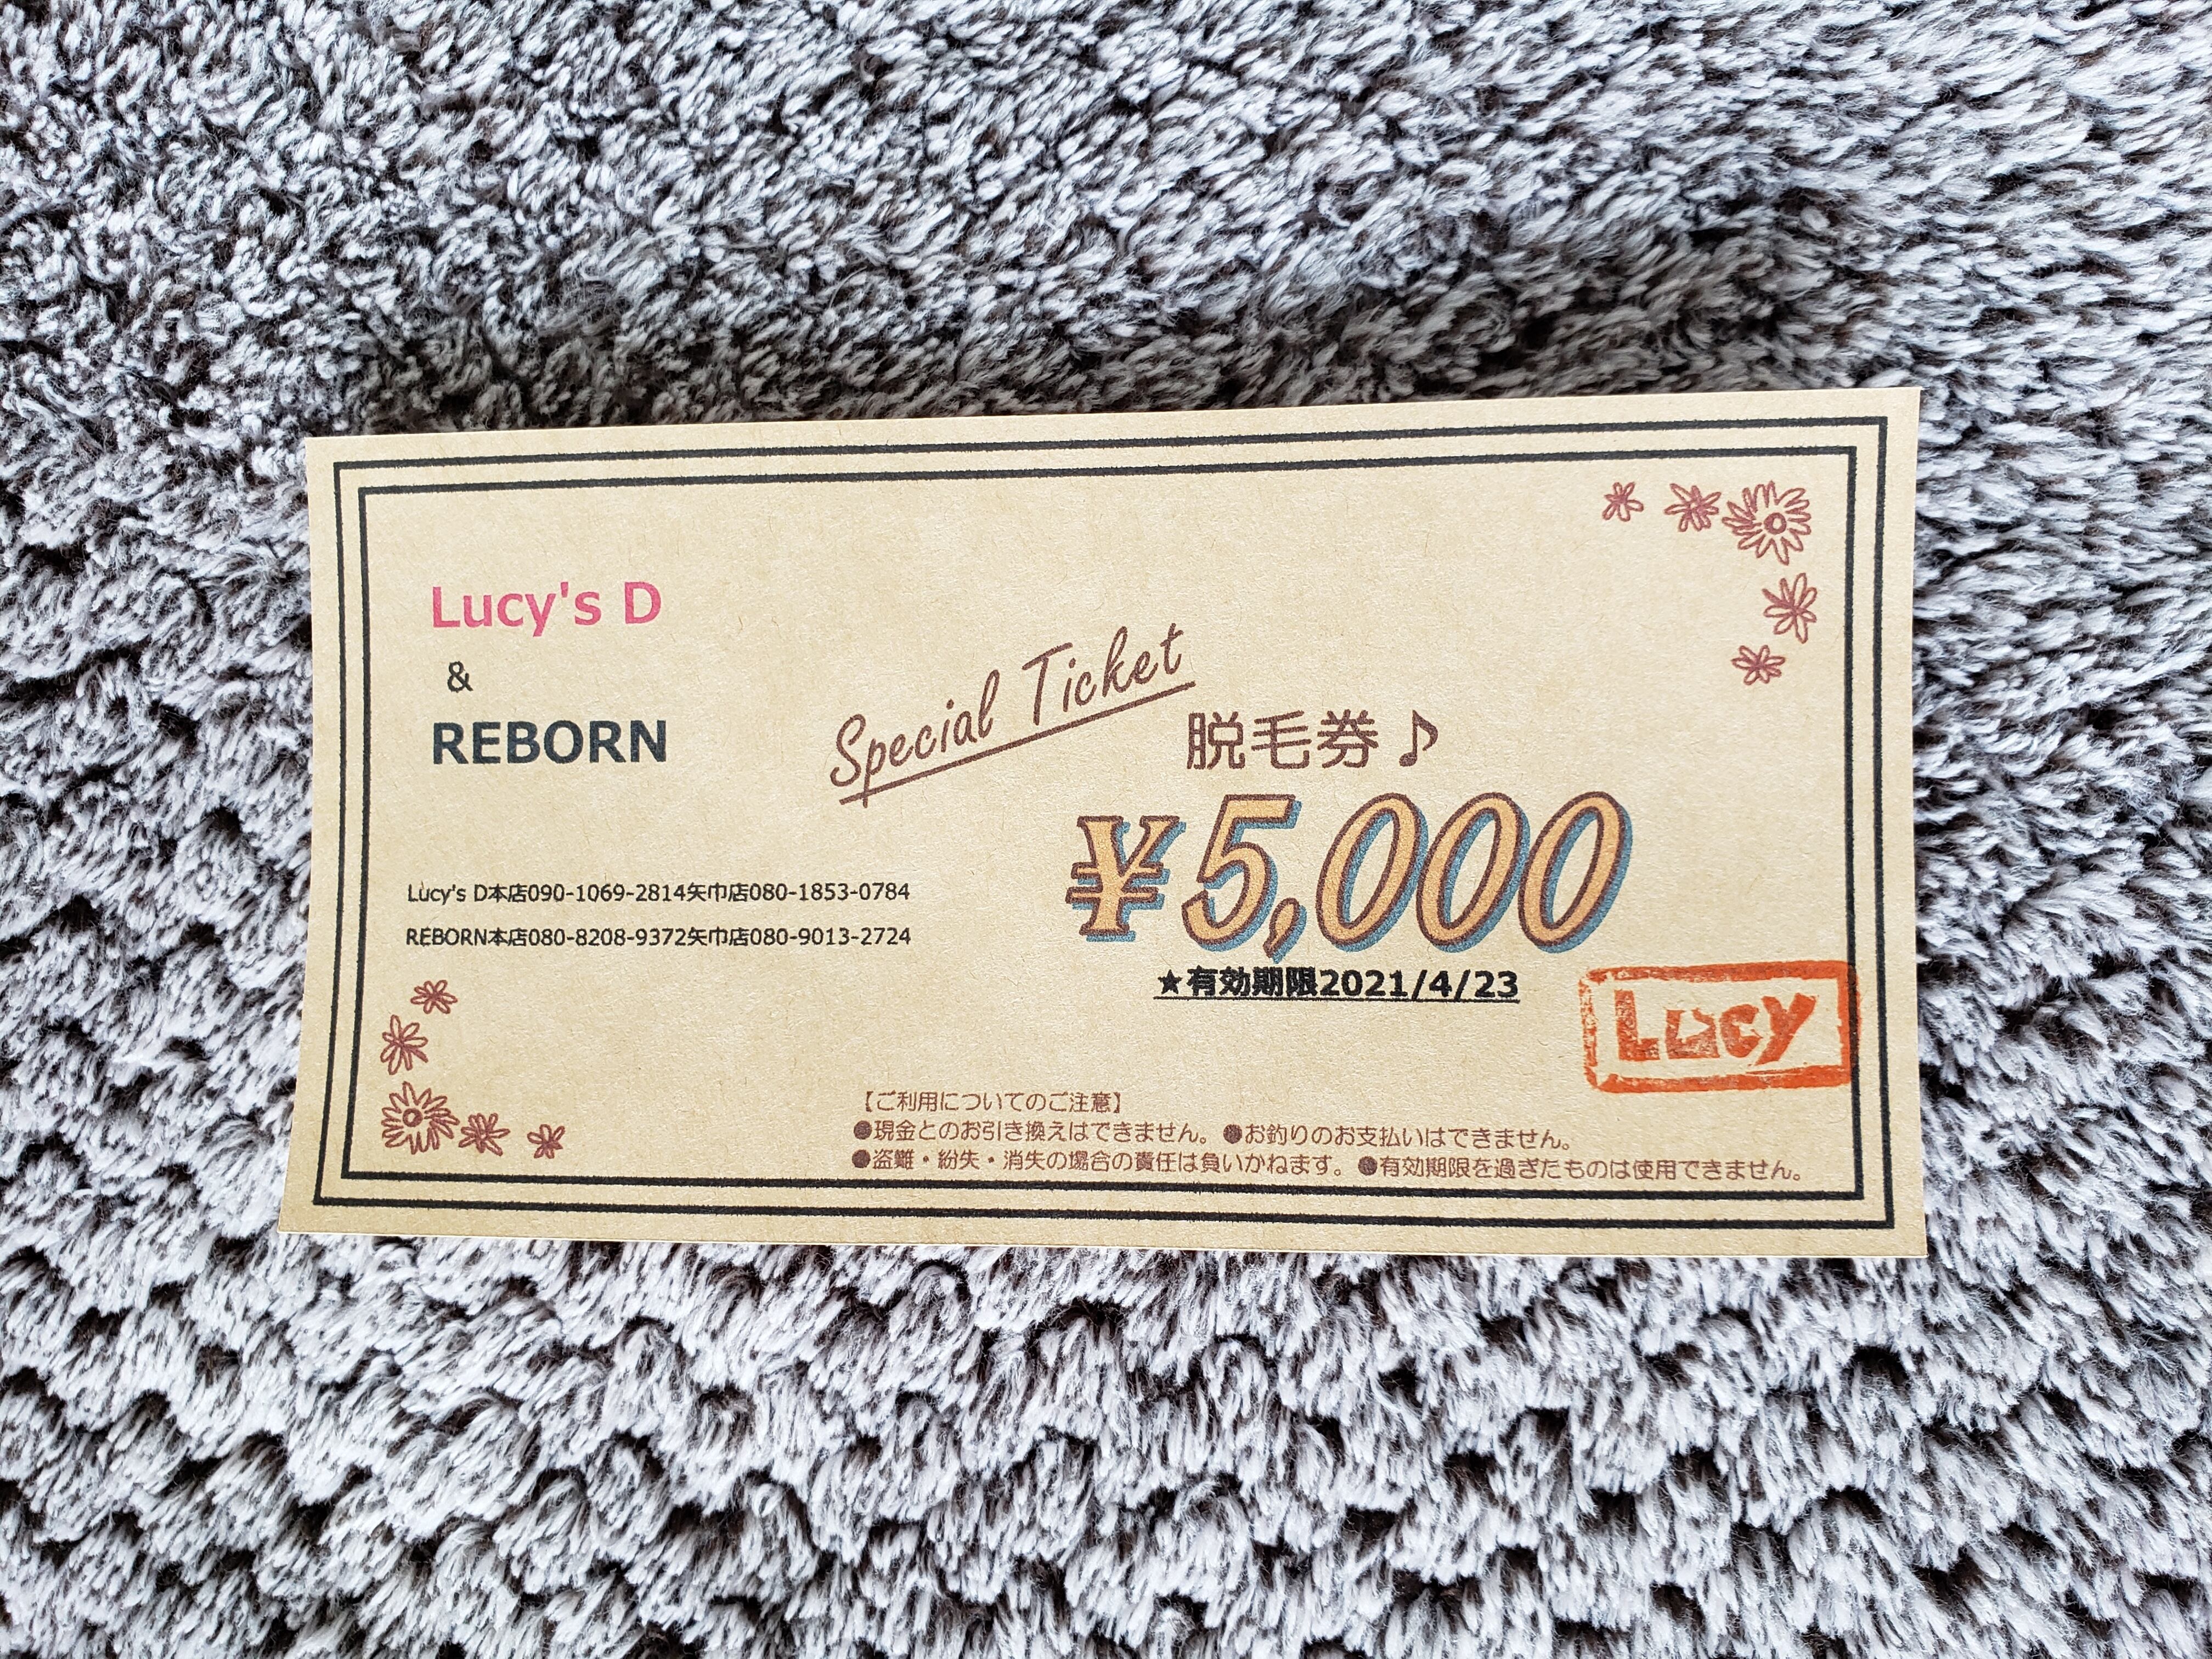 Lucy's D
&
REBORN
Special Ticket
脱毛券♪
¥5,000
★有効期限2021/4/23
Lucy's D本店090-1069-2814矢巾店080-1853-0784
REBORN本店080-8208-9372矢巾店080-9013-2724
Lucy
【ご利用についてのご注意】
●現金とのお引き換えはできません。●お釣りのお支払いはできません。
●盗難・紛失・消失の場合の責任は負いかねます。●有効期限を過ぎたものは使用できません。